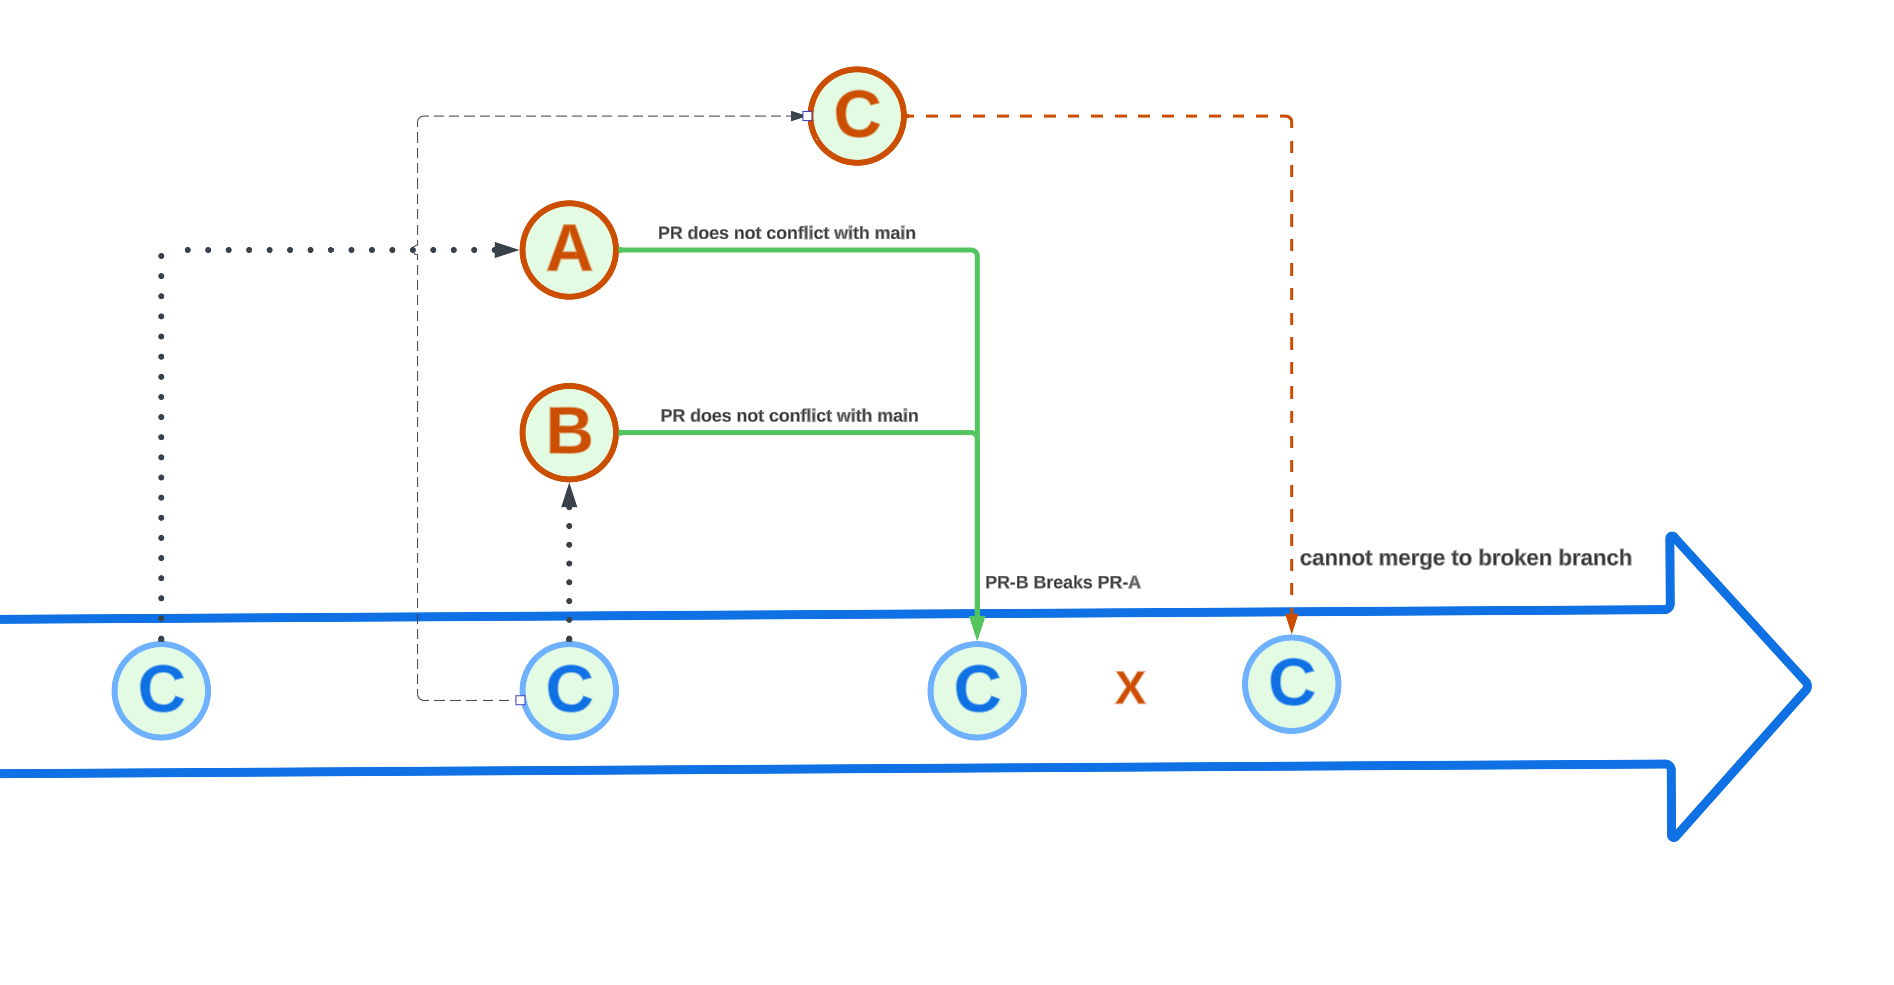 C
A
PR does not conflict with main
B
PR does not conflict with main
cannot merge to broken branch
PR-B Breaks PR-A
C
C
C
X
C